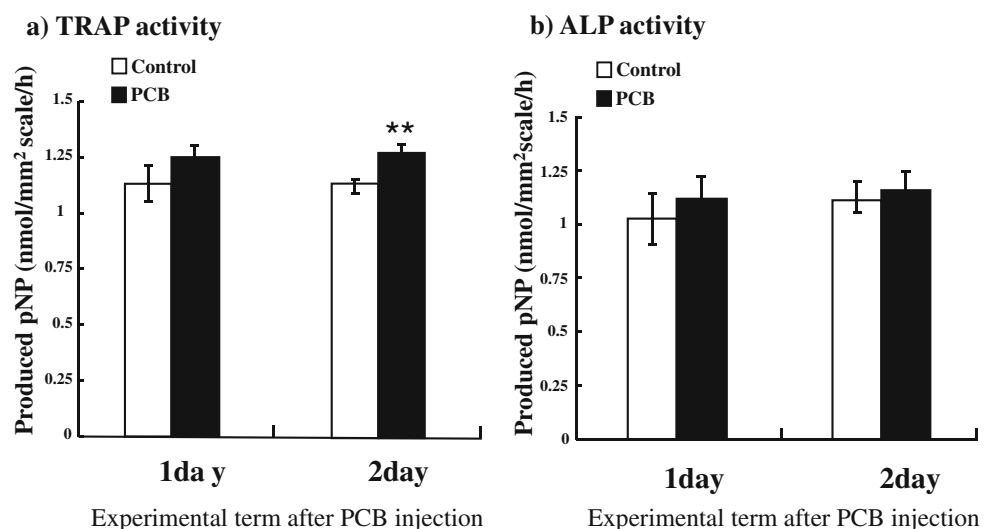 a) TRAP activity
Control
PCB
Produced pNP (nmol/mm² scale/h)
1.5
1.25
1
0.75
0.5
0.25
0
**
1da y
2day
Experimental term after PCB injection
b) ALP activity
Control
PCB
Produced pNP (nmol/mm²scale/h)
1.5
1.25
1
0.75
0.5
0.25
0
1day
2day
Experimental term after PCB injection